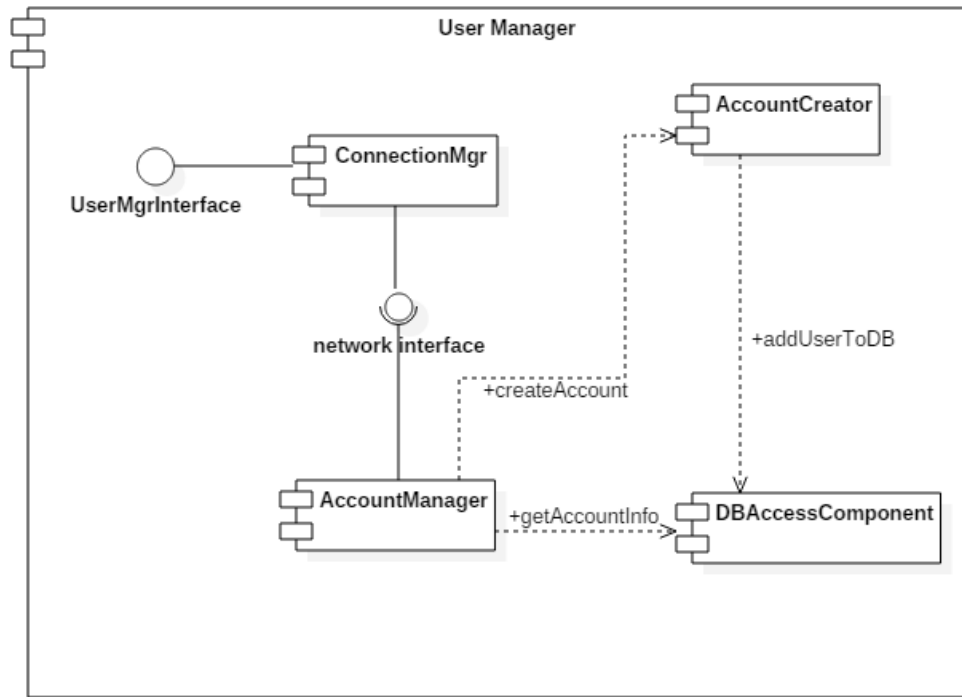 User Manager
AccountCreator
ConnectionMgr
UserMgrInterface
network interface
+addUserToDB
+createAccount
AccountManager
+getAccountInfo
DBAccessComponent